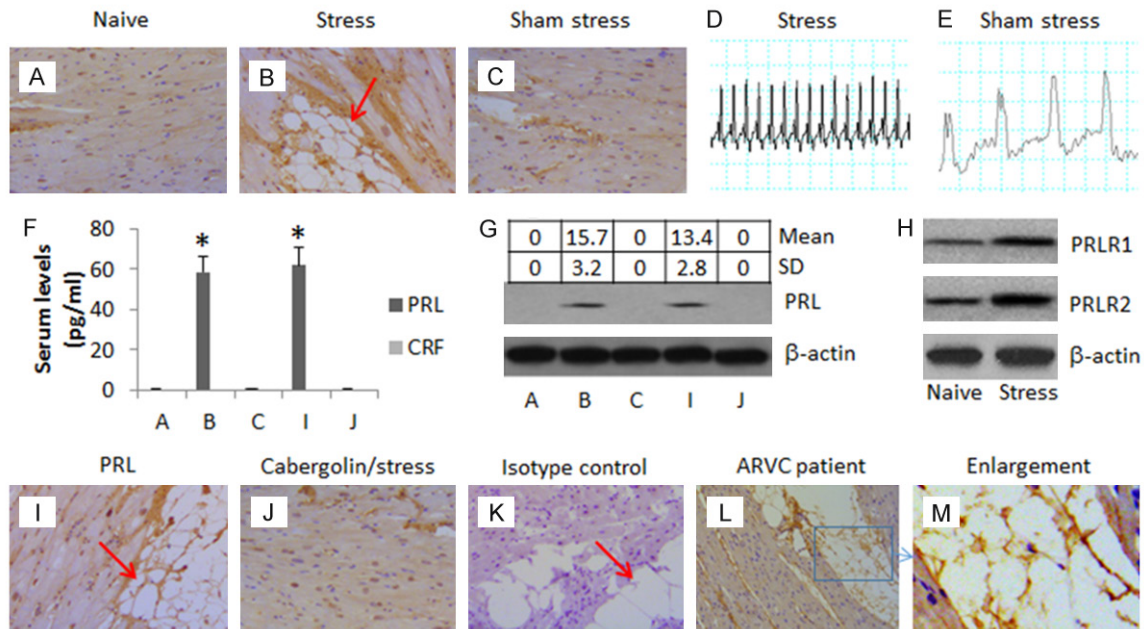 Naive
Stress
Sham stress
D Stress
E Sham stress
A
B
C
F
80
60
40
20
0
Serum levels
(pg/ml)
*
*
PRL
CRF
A B C I J
G
0 15.7 0 13.4 0 Mean
0 3.2 0 2.8 0 SD
PRL
β-actin
A B C I J
H
PRLR1
PRLR2
β-actin
Naive Stress
PRL
Cabergolin/stress
Isotype control
ARVC patient
Enlargement
I
J
K
L
M